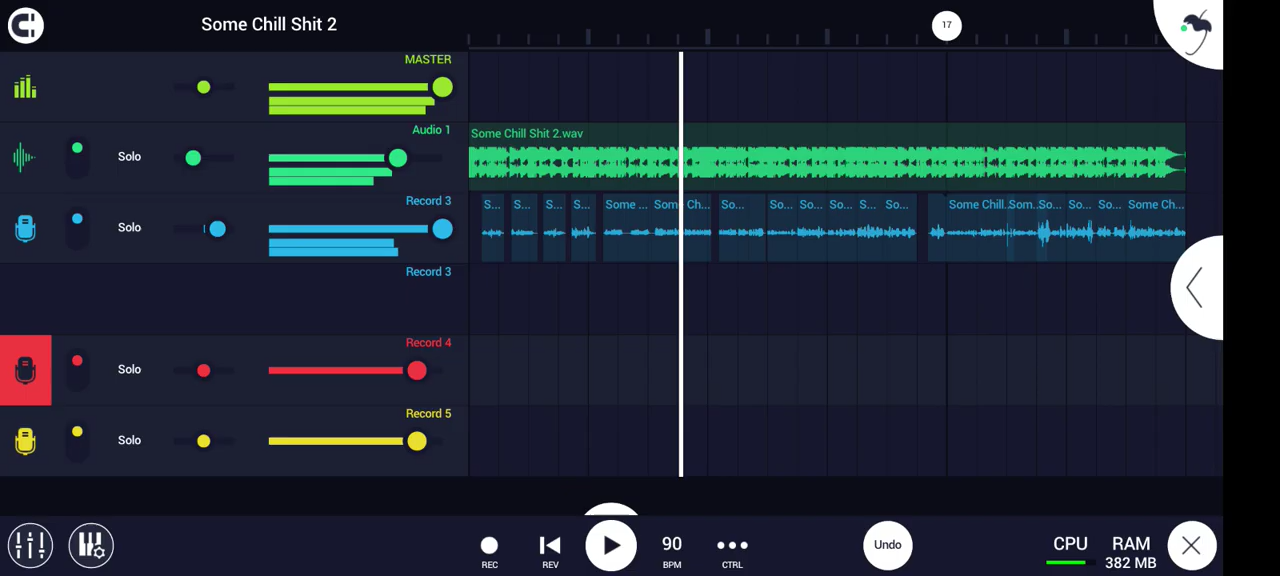 Some Chill Shit 2
17
MASTER
Audio 1
Solo
Some Chill Shit 2.wav
Record 3
Solo
S... S... S... S... Some ... Some Ch... So... So... So... So... S... So... Some Chill... Som... So... So... So... Some Ch...
Record 3
Record 4
Solo
Record 5
Solo
REC
REV
90
BPM
CTRL
Undo
CPU
RAM
382 MB